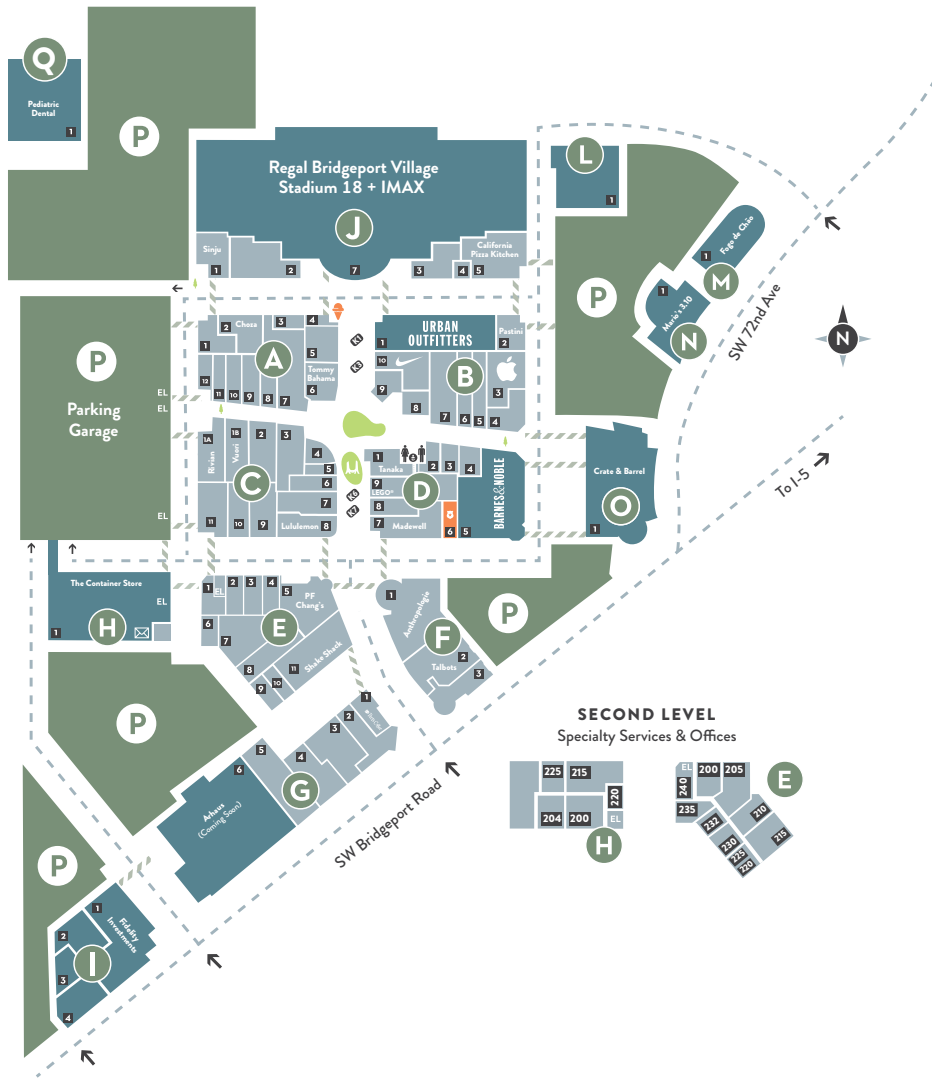 Q
Pediatric
Dental
1
P
Regal Bridgeport Village
Stadium 18 + IMAX
J
Sinju
1
2
7
3
California
Pizza Kitchen
4
5
L
1
P
Fogo de Chão
1
M
1
Mario's 3.10
N
SW 72nd Ave
N
P
Parking
Garage
EL
EL
EL
2
Choza
3
4
1
A
5
Tommy
Bahama
6
12
11
10
9
8
7
K1
K3
URBAN
OUTFITTERS
1
Pastini
2
10
B
9
3
8
7
6
5
4
1A
1B
2
3
Rivian
Vuori
4
5
C
6
7
11
10
9
Lululemon
8
K6
K7
1
Tanaka
2
3
4
9
LEGO®
D
8
7
Madewell
6
5
BARNES&NOBLE
Crate & Barrel
O
1
To I-5
The Container Store
EL
1
H
1
EL
2
3
4
5
PF
Chang's
6
7
E
8
9
10
11
Shake Shack
1
Anthropologie
F
2
Talbots
3
P
P
1
2
3
4
5
G
6
Arhaus
(Coming Soon)
SW Bridgeport Road
P
1
Fidelity
Investments
2
I
3
4
SECOND LEVEL
Specialty Services & Offices
225
215
220
204
200
EL
H
EL
200
205
240
235
232
210
230
215
225
220
E